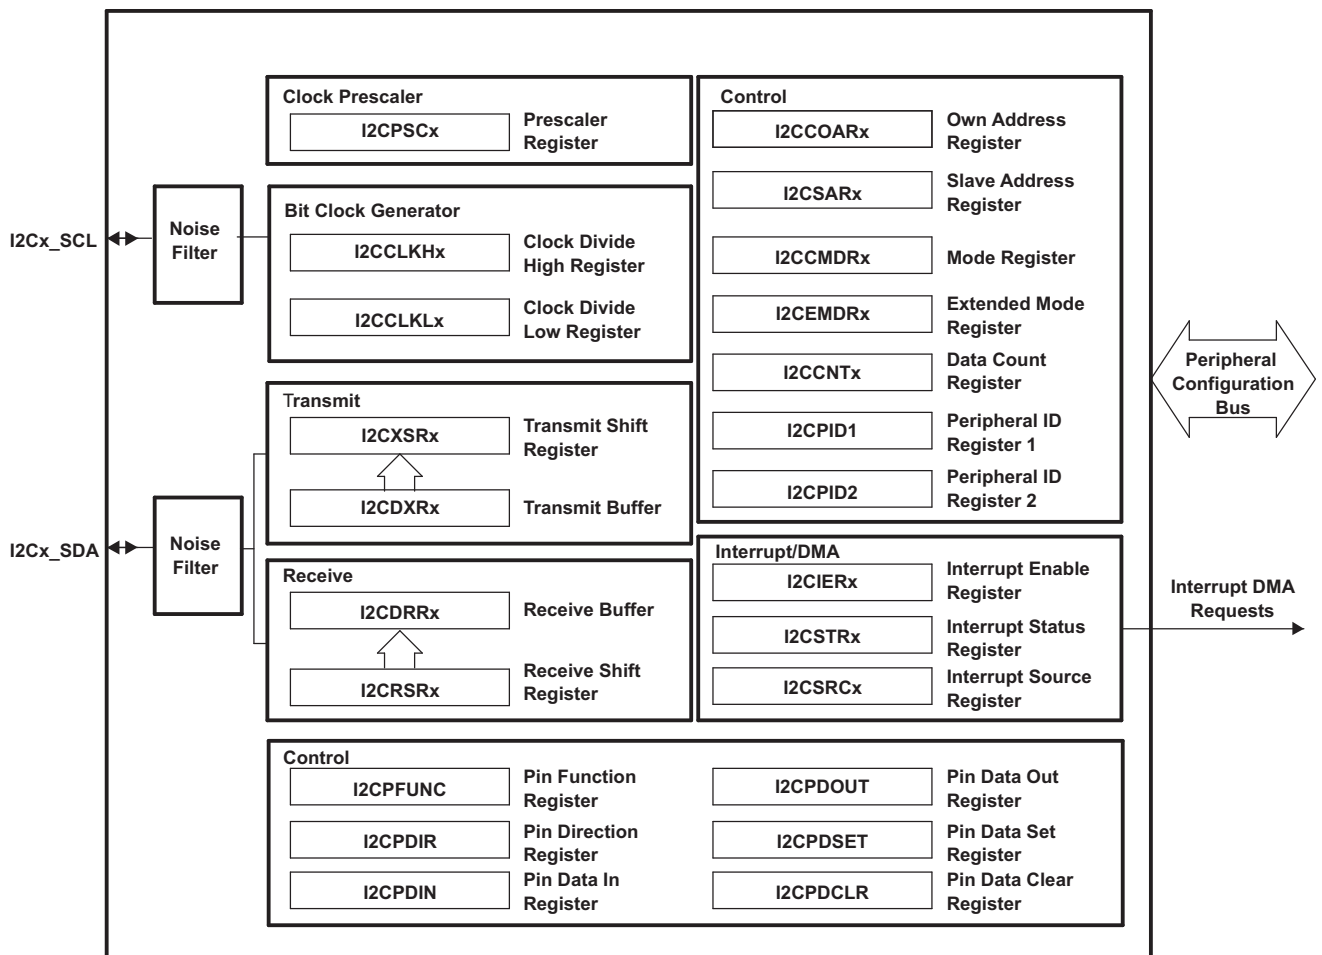 Clock Prescaler
I2CPSCx
Prescaler
Register
Control
I2CCOARx
Own Address
Register
I2CSARx
Slave Address
Register
I2CCMDRx
Mode Register
I2CEMDRx
Extended Mode
Register
I2CCNTx
Data Count
Register
I2CPID1
Peripheral ID
Register 1
I2CPID2
Peripheral ID
Register 2
I2Cx_SCL
Noise
Filter
Bit Clock Generator
I2CCLKHx
Clock Divide
High Register
I2CCLKLx
Clock Divide
Low Register
Peripheral
Configuration
Bus
Transmit
I2CXSRx
Transmit Shift
Register
I2CDXRx
Transmit Buffer
I2Cx_SDA
Noise
Filter
Receive
I2CDRRx
Receive Buffer
I2CRSRx
Receive Shift
Register
Interrupt/DMA
I2CIERx
Interrupt Enable
Register
I2CSTRx
Interrupt Status
Register
I2CSRCx
Interrupt Source
Register
Interrupt DMA
Requests
Control
I2CPFUNC
Pin Function
Register
I2CPDIR
Pin Direction
Register
I2CPDIN
Pin Data In
Register
I2CPDOUT
Pin Data Out
Register
I2CPDSET
Pin Data Set
Register
I2CPDCLR
Pin Data Clear
Register